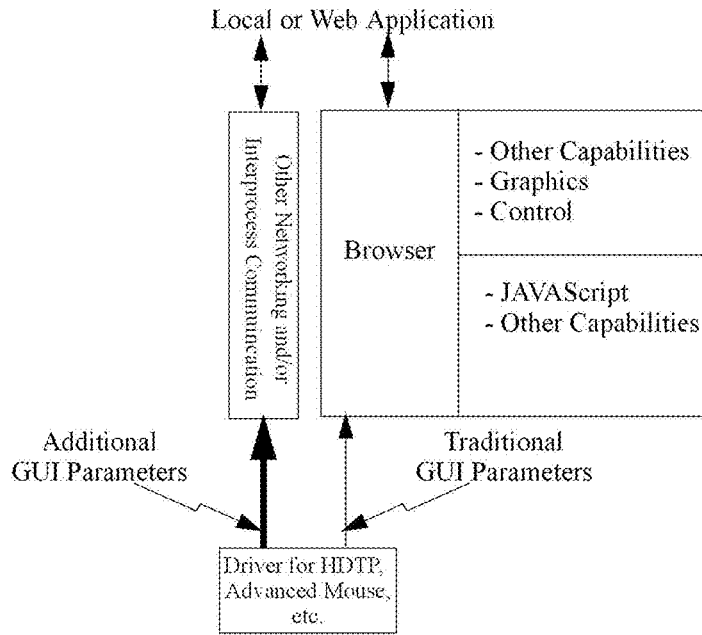 Local or Web Application
Other Networking and/or
Interprocess Communication
Browser
- Other Capabilities
- Graphics
- Control
- JAVAScript
- Other Capabilities
Additional
GUI Parameters
Traditional
GUI Parameters
Driver for HDTP,
Advanced Mouse,
etc.